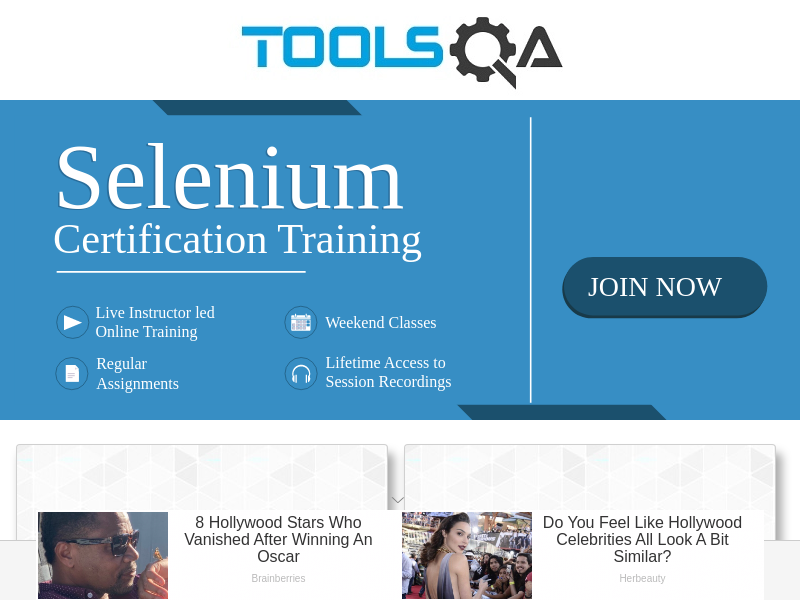 TOOLSQA
Selenium
Certification Training
JOIN NOW
Live Instructor led
Online Training
Weekend Classes
Regular
Assignments
Lifetime Access to
Session Recordings
8 Hollywood Stars Who
Vanished After Winning An
Oscar
Brainberries
Do You Feel Like Hollywood
Celebrities All Look A Bit
Similar?
Herbeauty